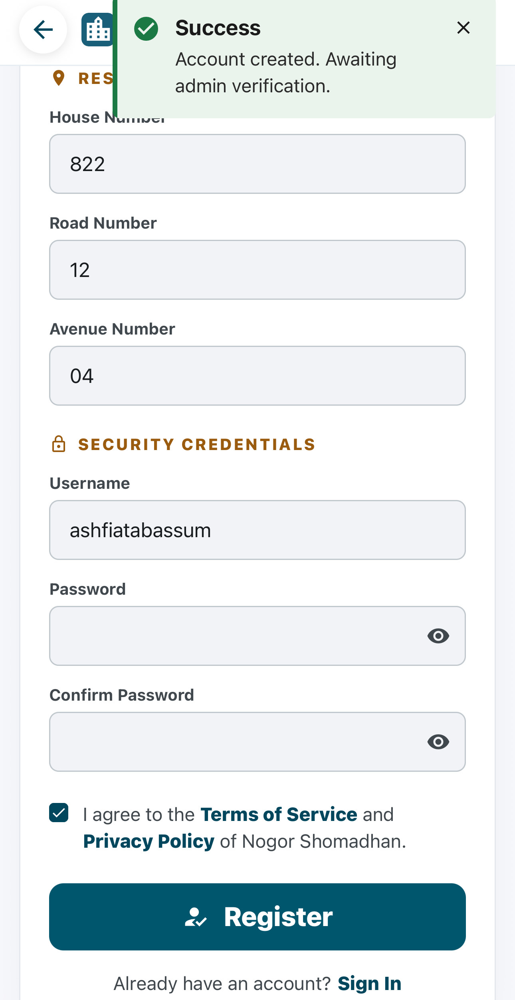 Success
Account created. Awaiting
admin verification.
RES
House Number
822
Road Number
12
Avenue Number
04
SECURITY CREDENTIALS
Username
ashfiatabassum
Password
Confirm Password
I agree to the Terms of Service and
Privacy Policy of Nogor Shomadhan.
Register
Already have an account? Sign In